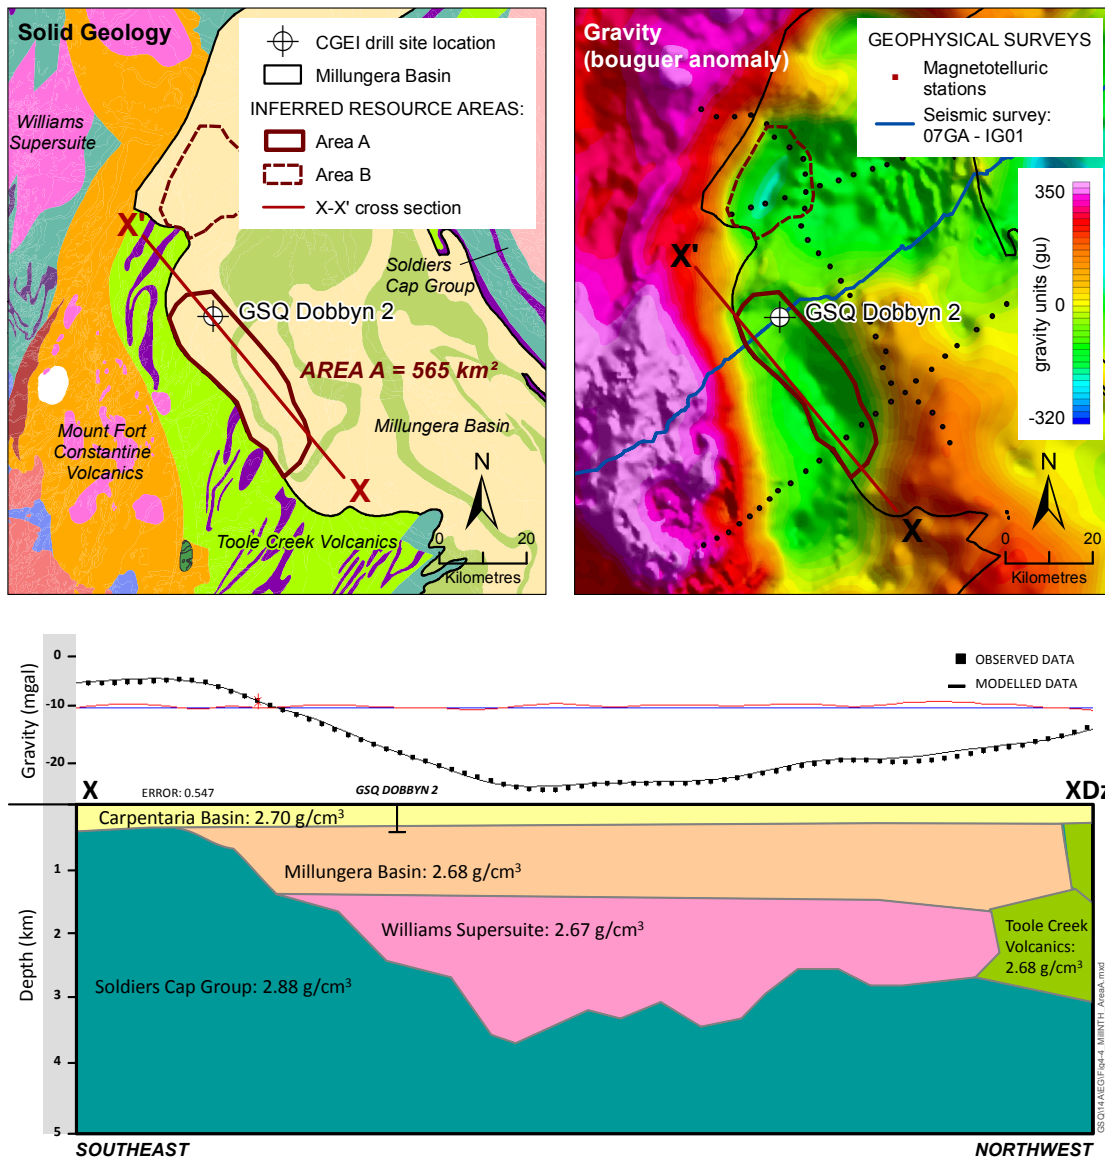 Solid Geology
CGEI drill site location
Millungera Basin
INFERRED RESOURCE AREAS:
Area A
Area B
X-X' cross section
Williams
Supersuite
X'
Soldiers
Cap Group
GSQ Dobbyn 2
AREA A = 565 km²
Mount Fort
Constantine
Volcanics
Millungera Basin
N
X
Toole Creek Volcanics
0
20
Kilometres
Gravity
(bouguer anomaly)
GEOPHYSICAL SURVEYS
Magnetotelluric
stations
Seismic survey:
07GA - IG01
350
0
-320
gravity units (gu)
X'
GSQ Dobbyn 2
N
X
0
20
Kilometres
Gravity (mgal)
0
-10
-20
OBSERVED DATA
MODELLED DATA
X
ERROR: 0.547
GSQ DOBBYN 2
XDz
Carpentaria Basin: 2.70 g/cm³
Millungera Basin: 2.68 g/cm³
Williams Supersuite: 2.67 g/cm³
Toole Creek
Volcanics:
2.68 g/cm³
Soldiers Cap Group: 2.88 g/cm³
Depth (km)
1
2
3
4
5
SOUTHEAST
NORTHWEST